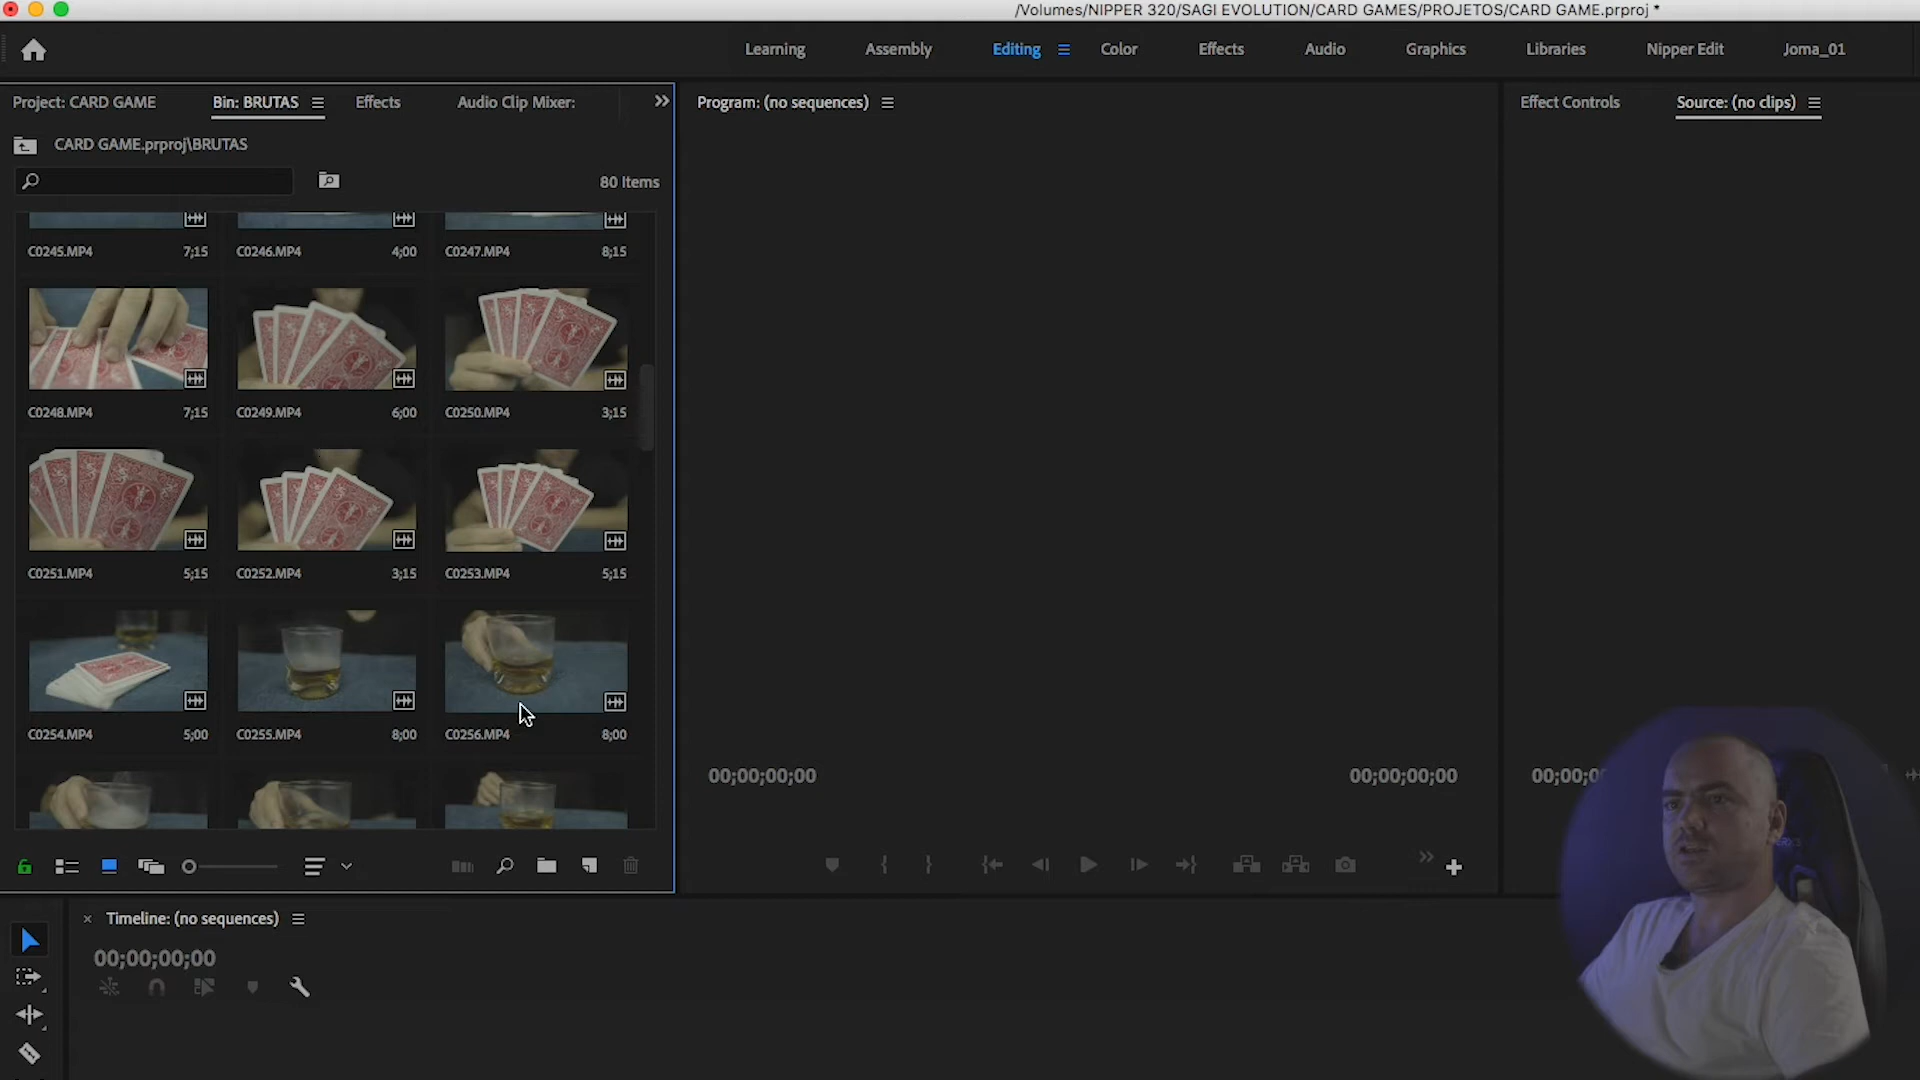 /Volumes/NIPPER 320/SAGI EVOLUTION/CARD GAMES/PROJETOS/CARD GAME.prproj *
Learning Assembly Editing Color Effects Audio Graphics Libraries Nipper Edit Joma_01
Project: CARD GAME Bin: BRUTAS Effects Audio Clip Mixer:
Program: (no sequences)
Effect Controls Source: (no clips)
CARD GAME.prproj\BRUTAS
80 Items
C0245.MP4 7;15 C0246.MP4 4;00 C0247.MP4 8;15
C0248.MP4 7;15 C0249.MP4 6;00 C0250.MP4 3;15
C0251.MP4 5;15 C0252.MP4 3;15 C0253.MP4 5;15
C0254.MP4 5;00 C0255.MP4 8;00 C0256.MP4 8;00
00;00;00;00 00;00;00;00
Timeline: (no sequences)
00;00;00;00